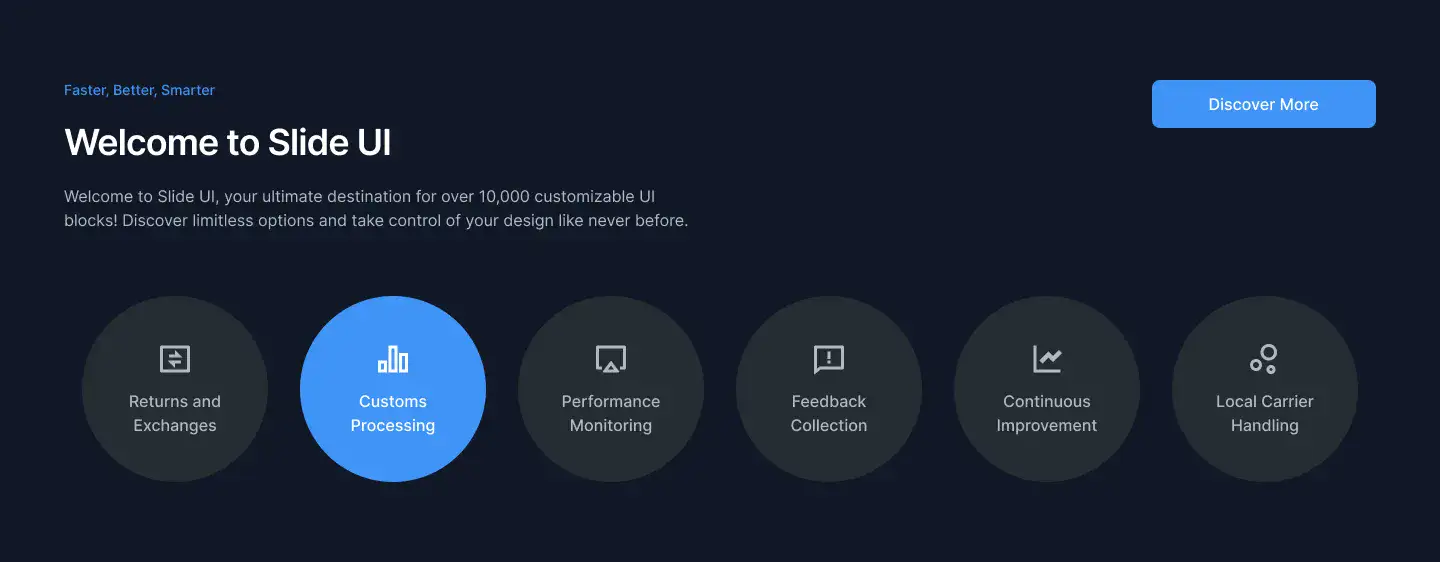 Faster, Better, Smarter
Discover More
Welcome to Slide UI
Welcome to Slide UI, your ultimate destination for over 10,000 customizable UI
blocks! Discover limitless options and take control of your design like never before.
Returns and
Exchanges
Customs
Processing
Performance
Monitoring
Feedback
Collection
Continuous
Improvement
Local Carrier
Handling